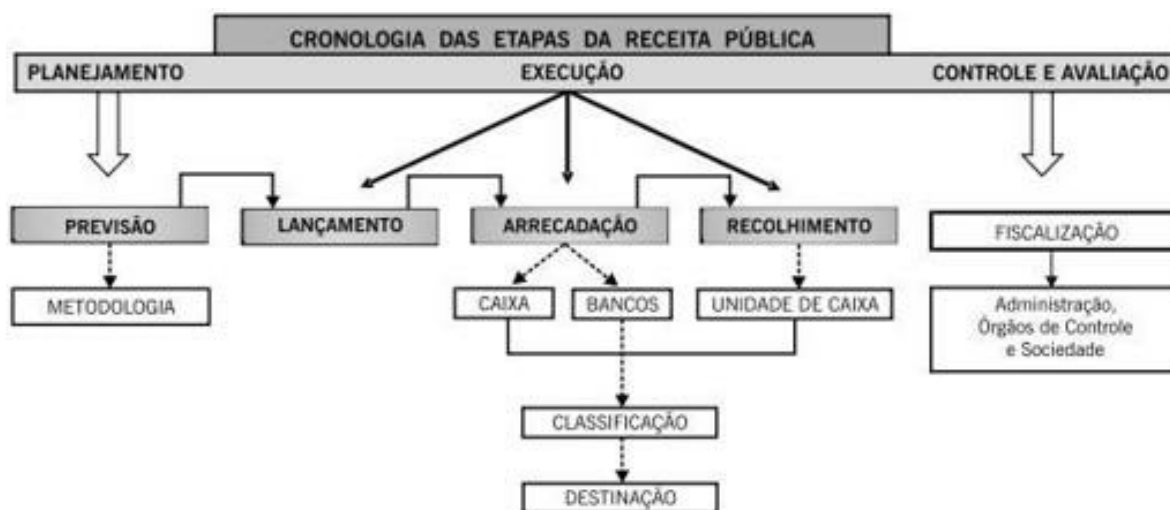 CRONOLOGIA DAS ETAPAS DA RECEITA PÚBLICA
PLANEJAMENTO EXECUÇÃO CONTROLE E AVALIAÇÃO
PREVISÃO LANÇAMENTO ARRECADAÇÃO RECOLHIMENTO FISCALIZAÇÃO
METODOLOGIA CAIXA BANCOS UNIDADE DE CAIXA
Administração,
Órgãos de Controle
e Sociedade
CLASSIFICAÇÃO
DESTINAÇÃO